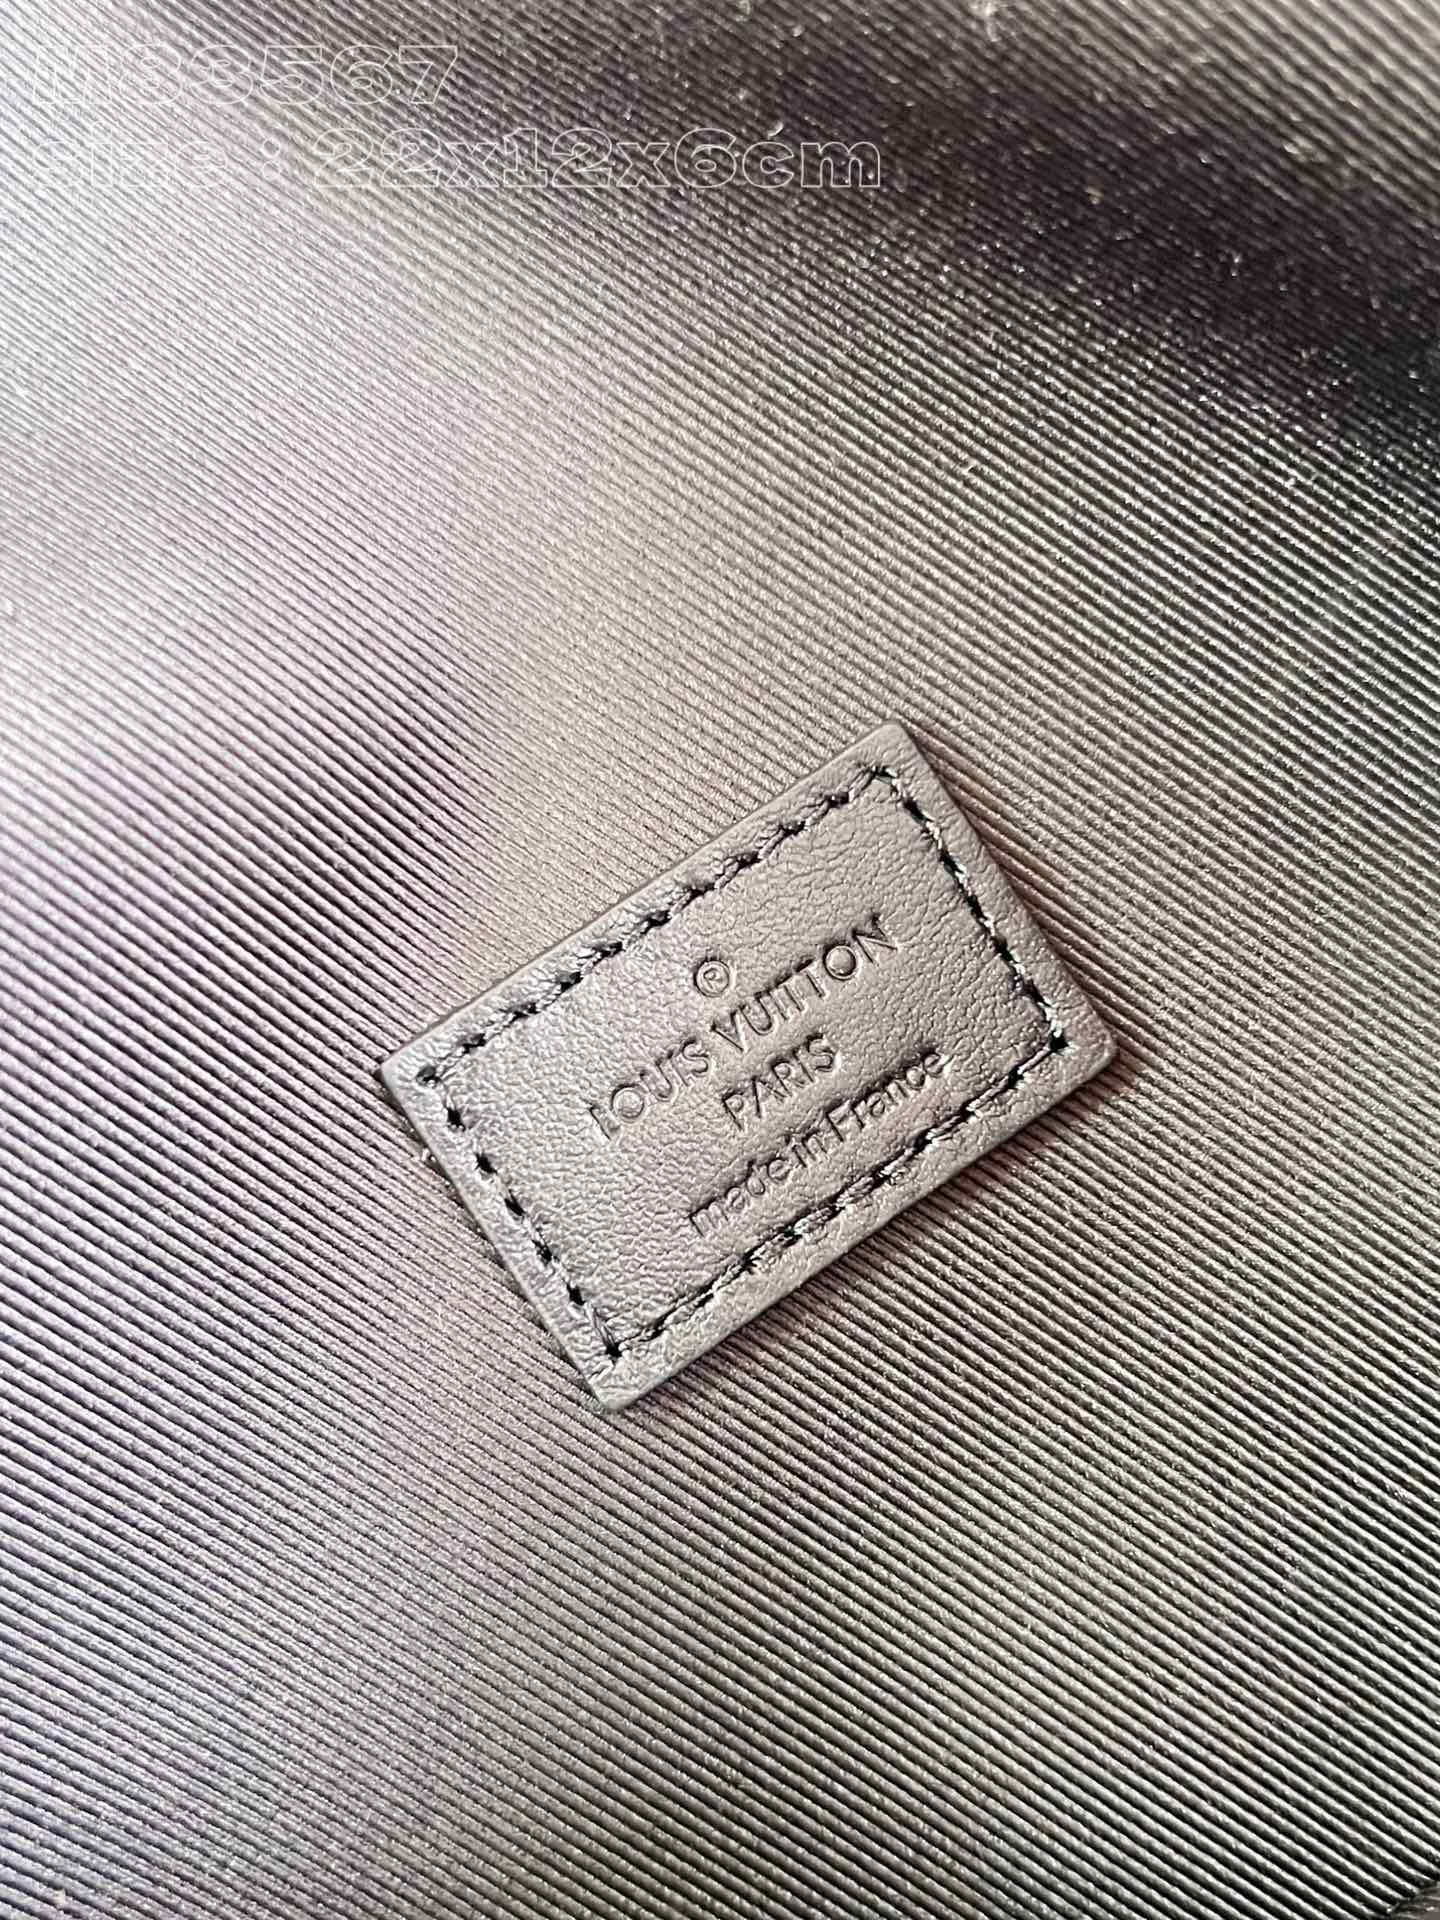 M83567
size : 22x12x6cm
®
LOUIS VUITTON
PARIS
made in France